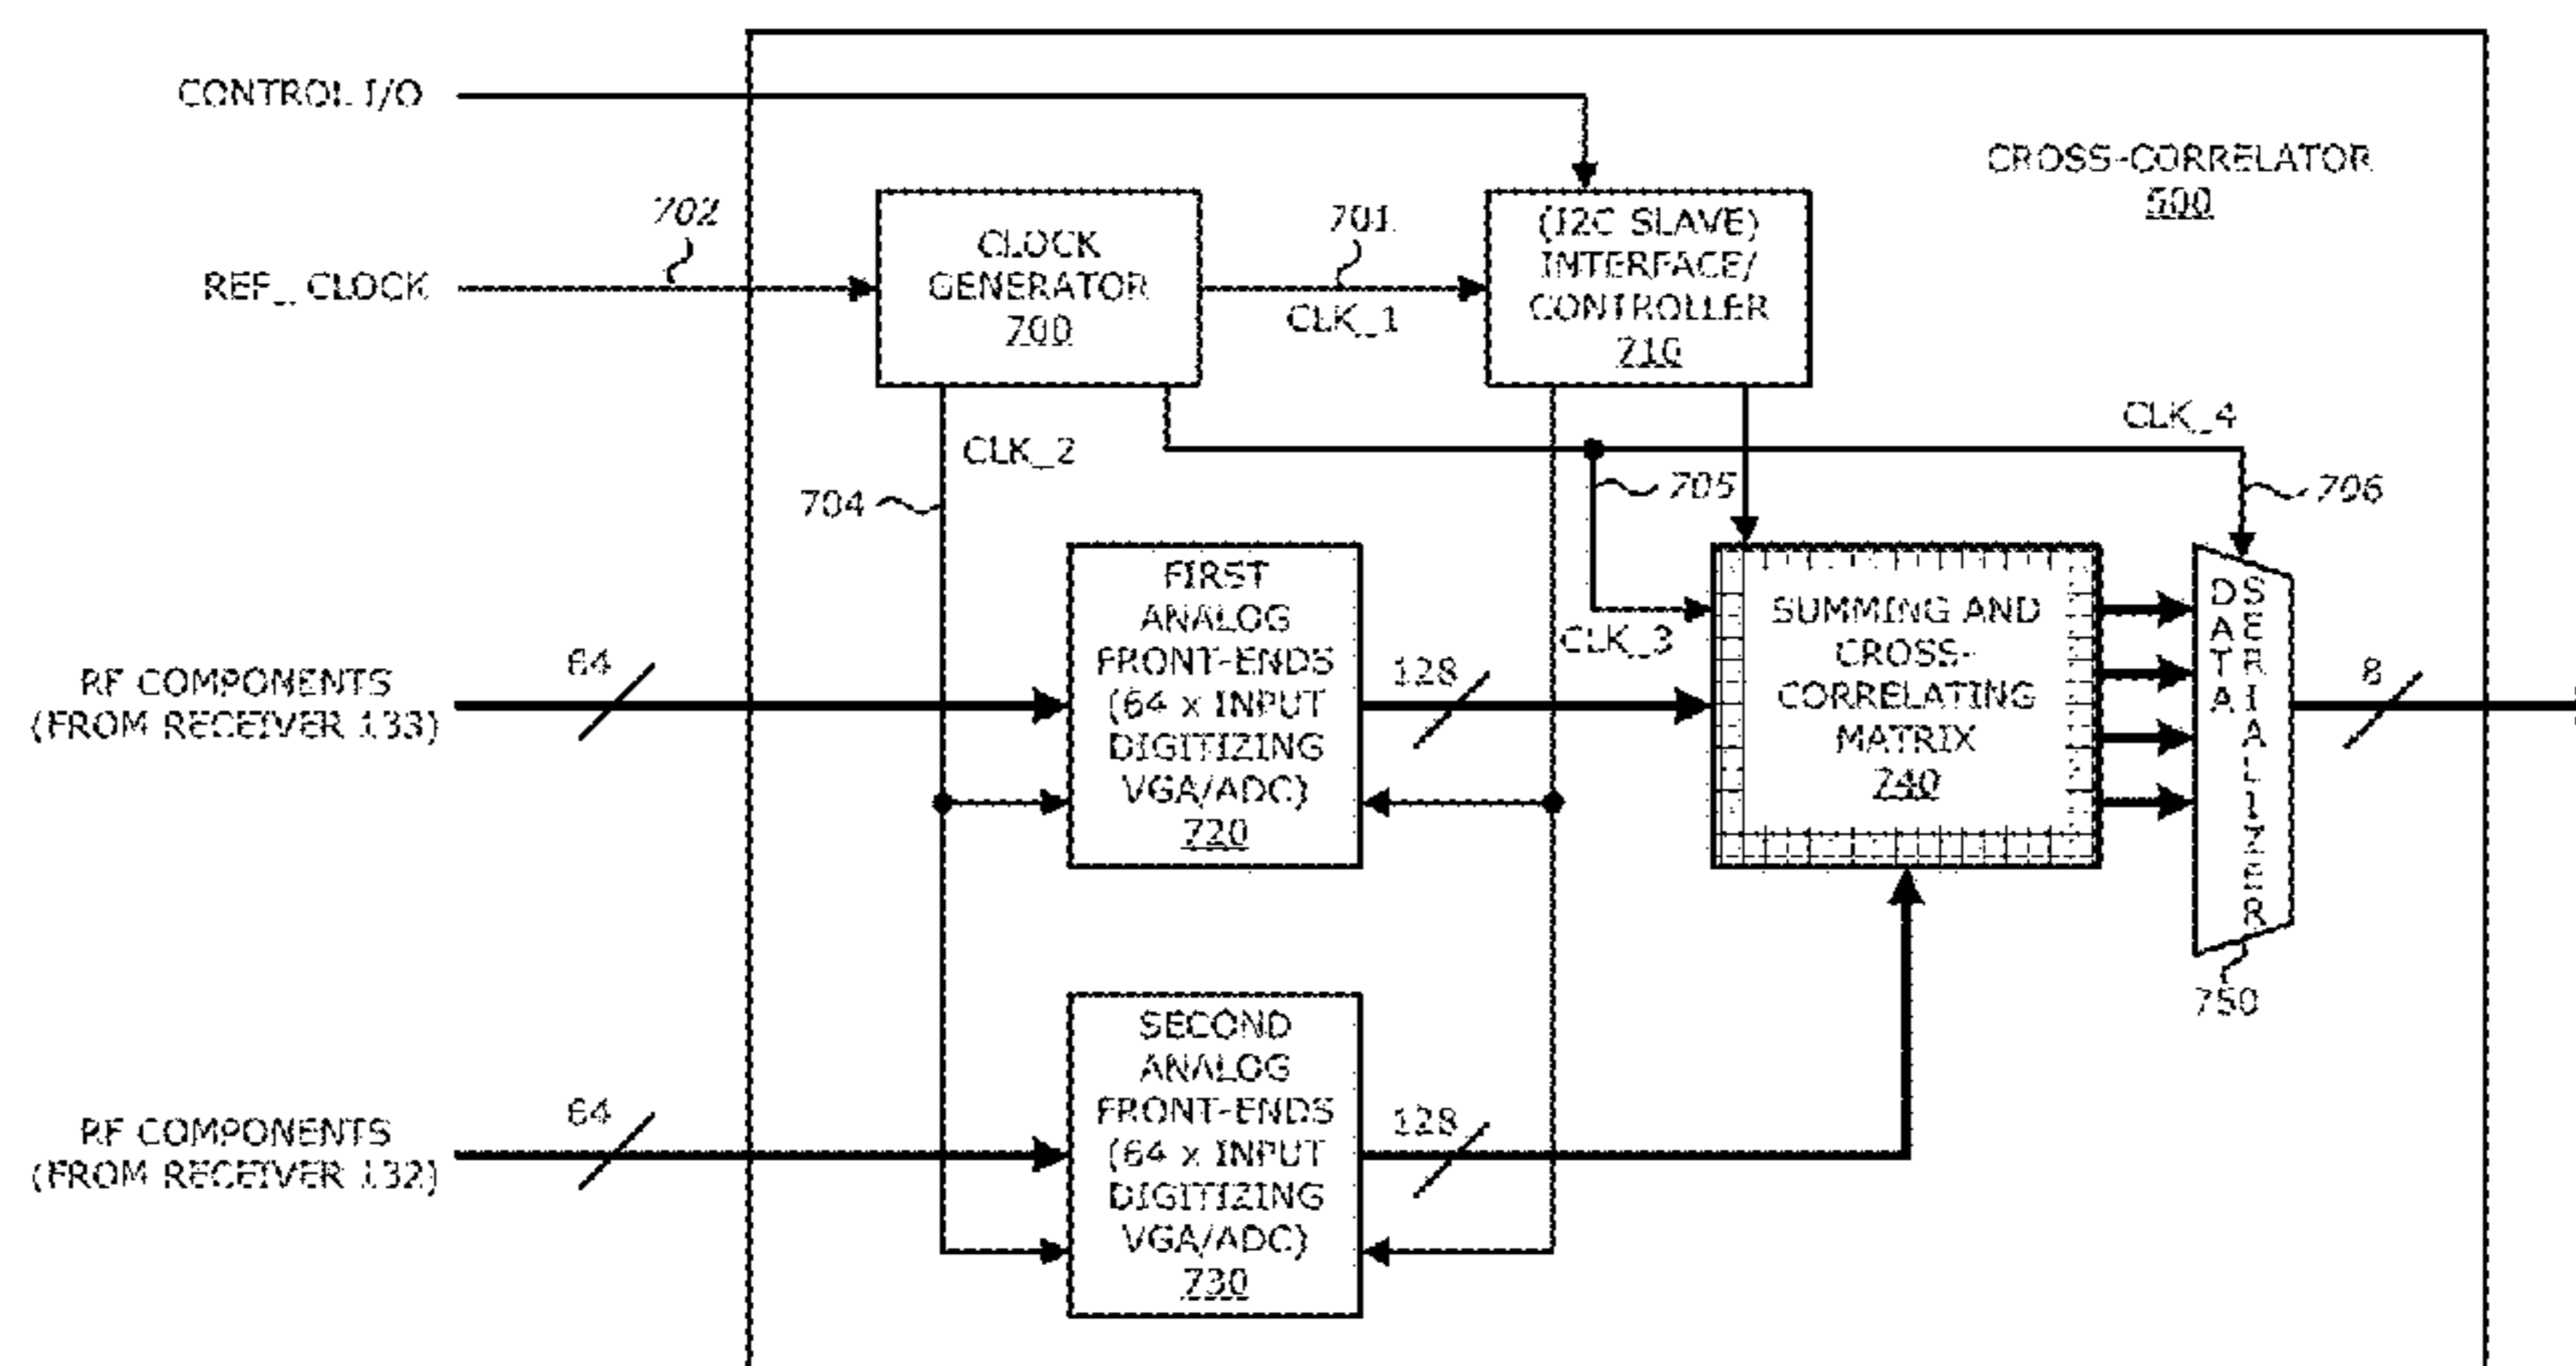 CONTROL I/O
CROSS-CORRELATOR
500
702
REF_ CLOCK
CLOCK
GENERATOR
700
701
CLK_1
(I2C SLAVE)
INTERFACE/
CONTROLLER
710
CLK_2
704
CLK_4
705
706
CLK_3
RF COMPONENTS
(FROM RECEIVER 133)
64
FIRST
ANALOG
FRONT-ENDS
(64 x INPUT
DIGITIZING
VGA/ADC)
720
128
SUMMING AND
CROSS-
CORRELATING
MATRIX
740
DATA
SERIALIZER
750
8
RF COMPONENTS
(FROM RECEIVER 132)
64
SECOND
ANALOG
FRONT-ENDS
(64 x INPUT
DIGITIZING
VGA/ADC)
730
128